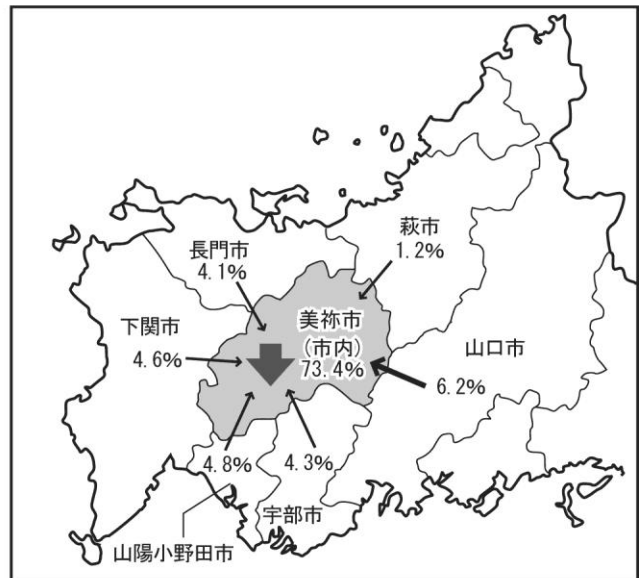 萩市
1.2%
長門市
4.1%
美祢市
(市内)
73.4%
下関市
4.6%
山口市
6.2%
4.8%
4.3%
宇部市
山陽小野田市